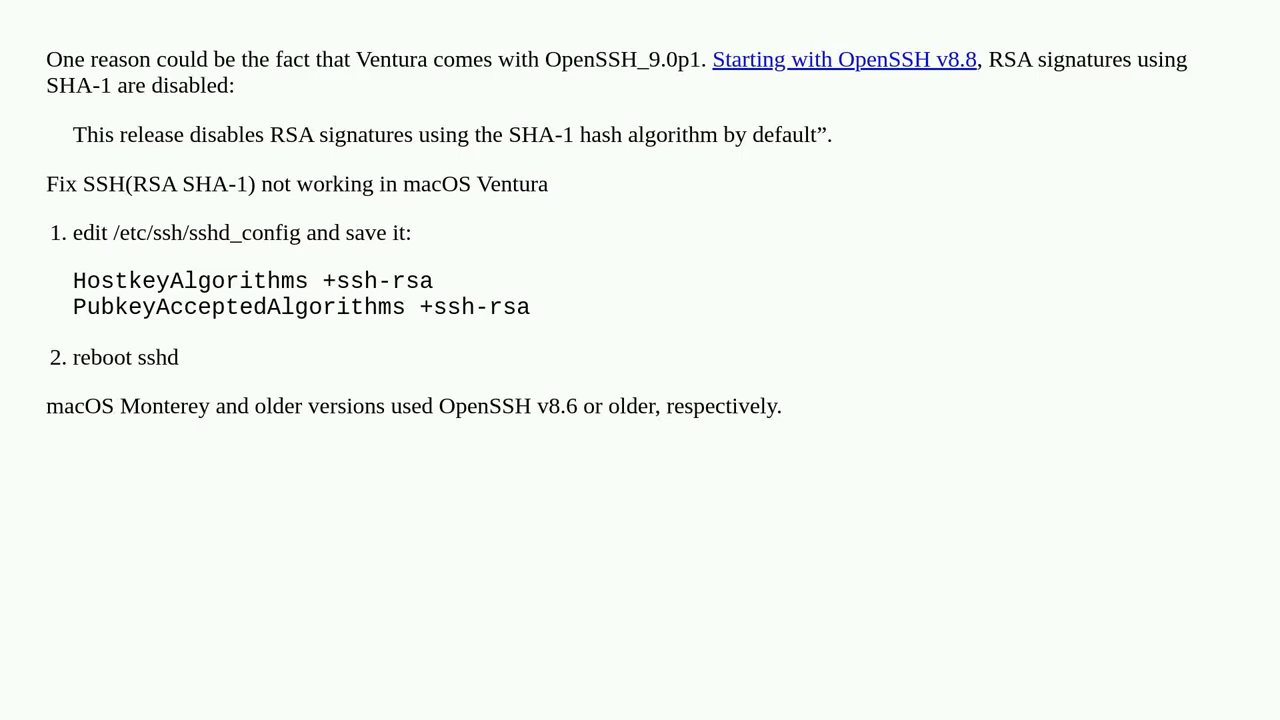 One reason could be the fact that Ventura comes with OpenSSH_9.0p1. Starting with OpenSSH v8.8, RSA signatures using
SHA-1 are disabled:
This release disables RSA signatures using the SHA-1 hash algorithm by default”.
Fix SSH(RSA SHA-1) not working in macOS Ventura
1. edit /etc/ssh/sshd_config and save it:
HostkeyAlgorithms +ssh-rsa
PubkeyAcceptedAlgorithms +ssh-rsa
2. reboot sshd
macOS Monterey and older versions used OpenSSH v8.6 or older, respectively.